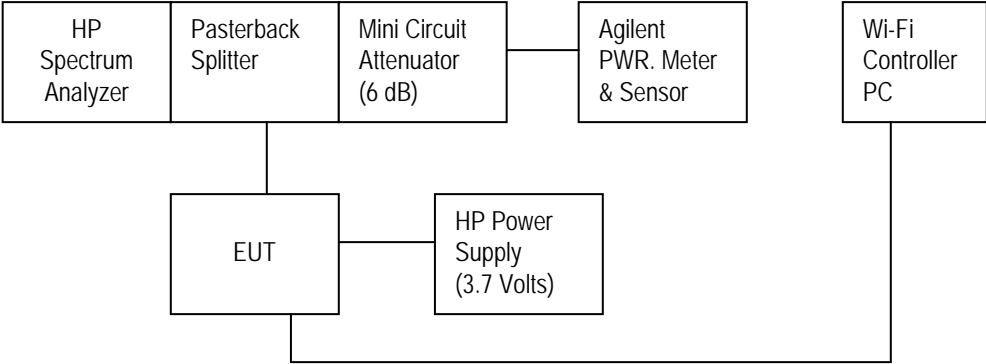 HP
Spectrum
Analyzer
Pasterback
Splitter
Mini Circuit
Attenuator
(6 dB)
Agilent
PWR. Meter
& Sensor
Wi-Fi
Controller
PC
EUT
HP Power
Supply
(3.7 Volts)